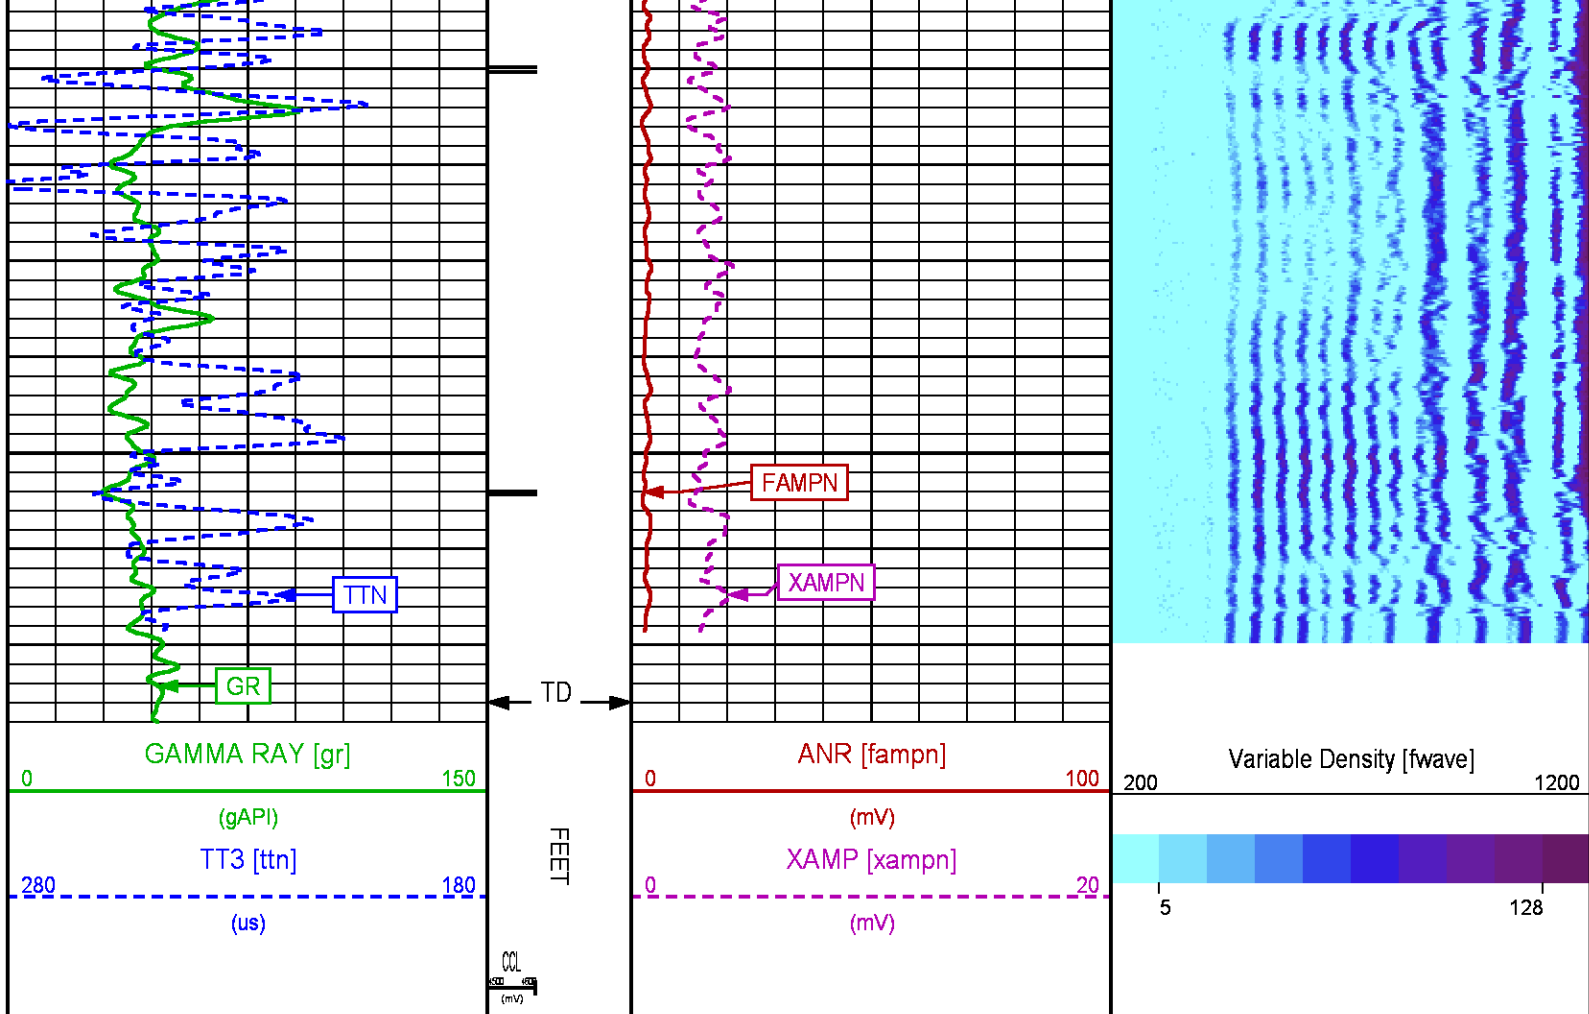 FAMPN
XAMPN
TTN
GR
TD
GAMMA RAY [gr]
0 150
(gAPI)
TT3 [ttn]
280 180
(us)
FEET
CCL
(mV)
ANR [fampn]
0 100
(mV)
XAMP [xampn]
0 20
(mV)
Variable Density [fwave]
200 1200
5 128